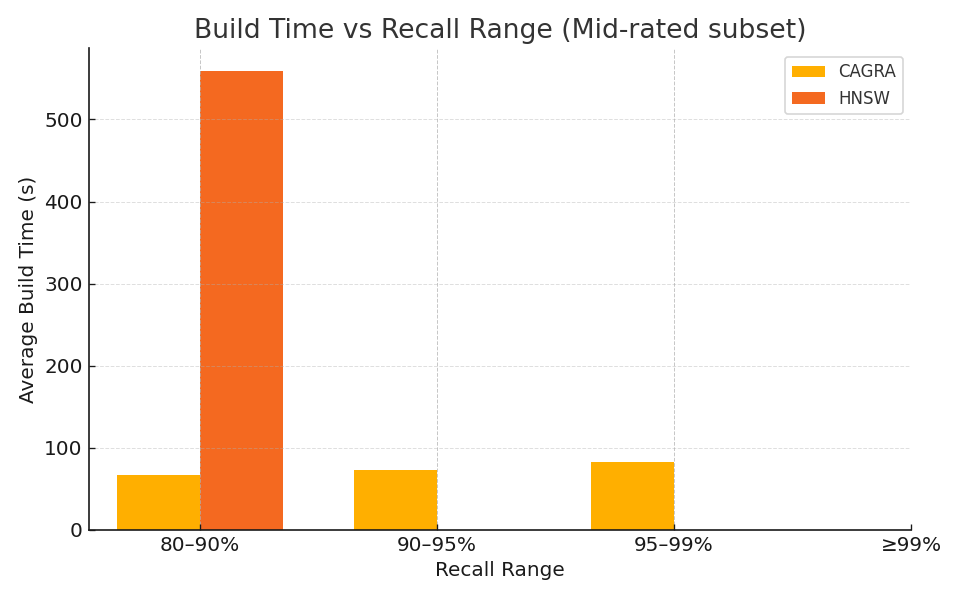 Build Time vs Recall Range (Mid-rated subset)
CAGRA
HNSW
Average Build Time (s)
500
400
300
200
100
0
80–90%
90–95%
95–99%
≥99%
Recall Range